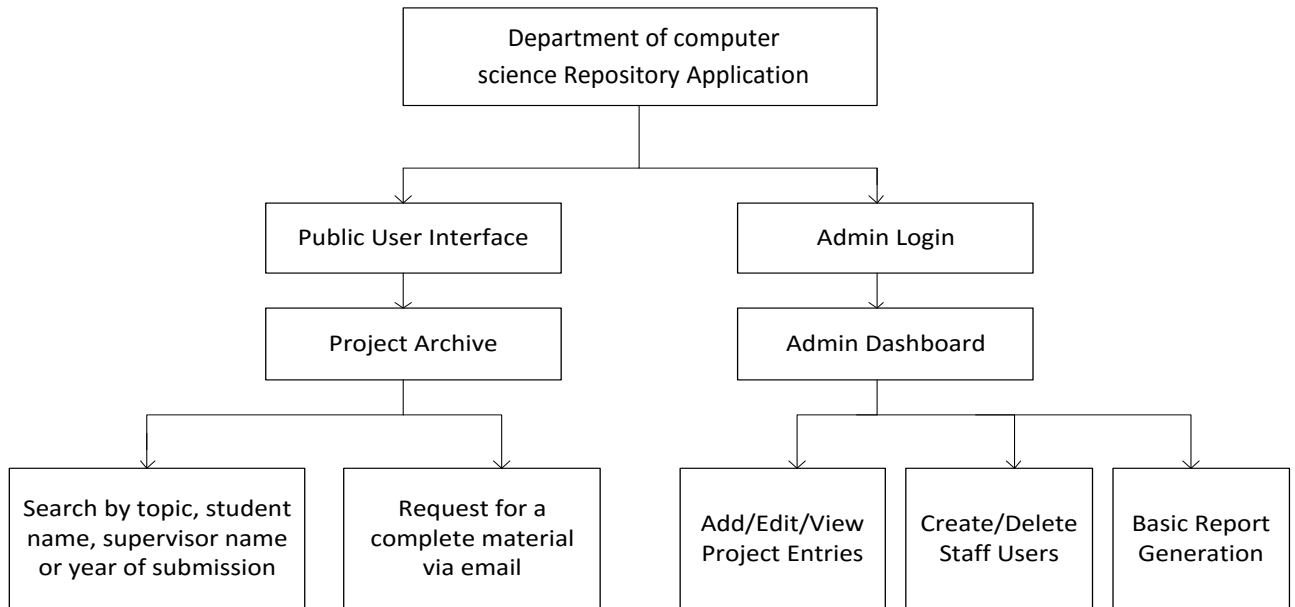 Department of computer
science Repository Application
Public User Interface
Admin Login
Project Archive
Admin Dashboard
Search by topic, student
name, supervisor name
or year of submission
Request for a
complete material
via email
Add/Edit/View
Project Entries
Create/Delete
Staff Users
Basic Report
Generation